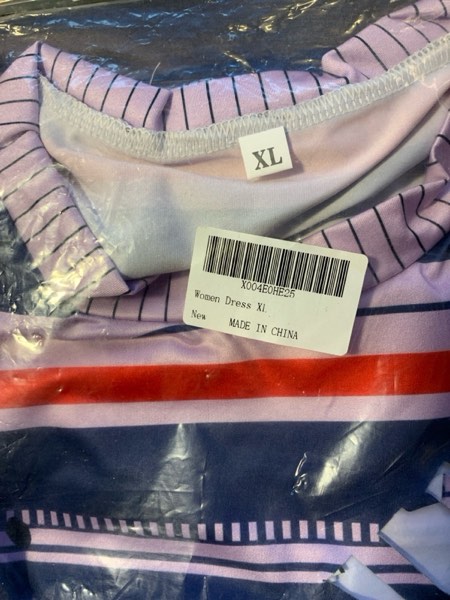 XL
X004E0HE25
Women Dress XL
New
MADE IN CHINA